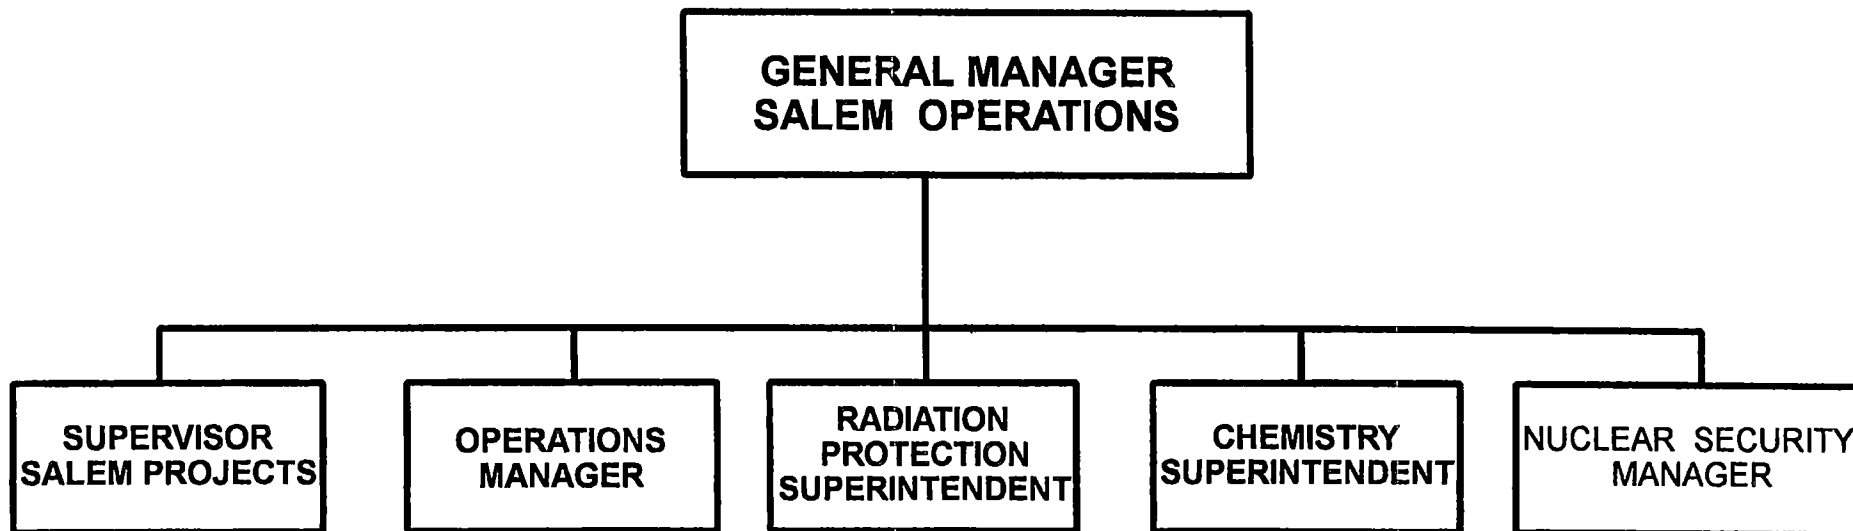 GENERAL MANAGER
SALEM OPERATIONS
SUPERVISOR
SALEM PROJECTS
OPERATIONS
MANAGER
RADIATION
PROTECTION
SUPERINTENDENT
CHEMISTRY
SUPERINTENDENT
NUCLEAR SECURITY
MANAGER